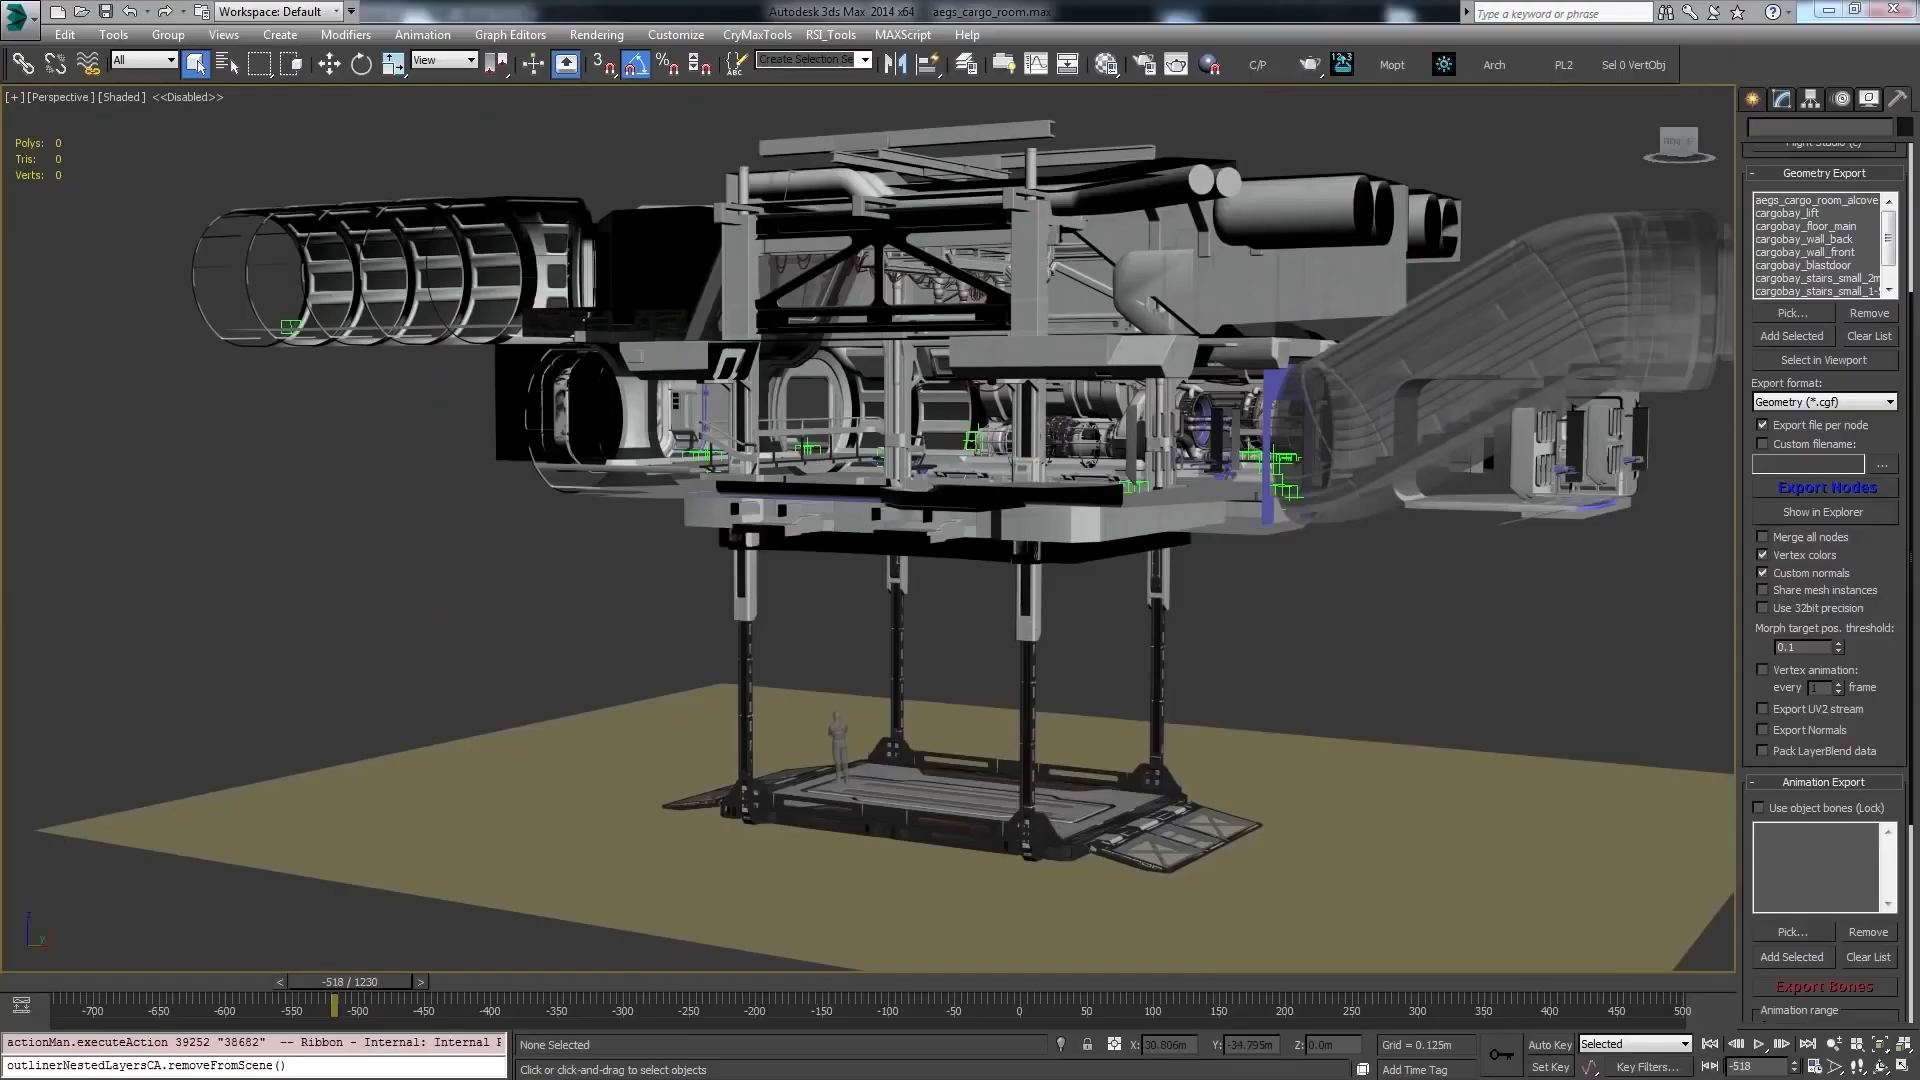 Workspace: Default
Autodesk 3ds Max 2014 x64 aegs_cargo_room.max
Type a keyword or phrase
Edit Tools Group Views Create Modifiers Animation Graph Editors Rendering Customize CryMaxTools RSI_Tools MAXScript Help
All View 3 % ABC Create Selection Se C/P Mopt Arch PL2 Sel 0 VertObj
[+] [Perspective] [Shaded] <<Disabled>>
Polys: 0
Tris: 0
Verts: 0
Geometry Export
aegs_cargo_room_alcove
cargobay_lift
cargobay_floor_main
cargobay_wall_back
cargobay_wall_front
cargobay_blastdoor
cargobay_stairs_small_2m
Pick... Remove
Add Selected Clear List
Select in Viewport
Export format:
Geometry (*.cgf)
Export file per node
Custom filename:
...
Export Nodes
Show in Explorer
Merge all nodes
Vertex colors
Custom normals
Share mesh instances
Use 32bit precision
Morph target pos. threshold:
0.1
Vertex animation:
every 1 frame
Export UV2 stream
Export Normals
Pack LayerBlend data
Animation Export
Use object bones (Lock)
Pick... Remove
Add Selected Clear List
Export Bones
Animation range
z
y
< -518 / 1230 >
-700 -650 -600 -550 -500 -450 -400 -350 -300 -250 -200 -150 -100 -50 0 50 100 150 200 250 300 350 400 450 500
actionMan.executeAction 39252 "38682" -- Ribbon - Internal: Internal
outlinerNestedLayersCA.removeFromScene()
None Selected X: 30.806m Y: -34.795m Z: 0.0m Grid = 0.125m Auto Key Selected
Click or click-and-drag to select objects Add Time Tag Set Key Key Filters... -518